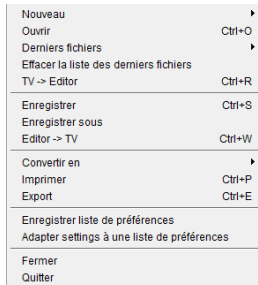 Nouveau
Ouvrir Ctrl+O
Derniers fichiers
Effacer la liste des derniers fichiers
TV -> Editor Ctrl+R
Enregistrer Ctrl+S
Enregistrer sous
Editor -> TV Ctrl+W
Convertir en
Imprimer Ctrl+P
Export Ctrl+E
Enregistrer liste de préférences
Adapter settings à une liste de préférences
Fermer
Quitter